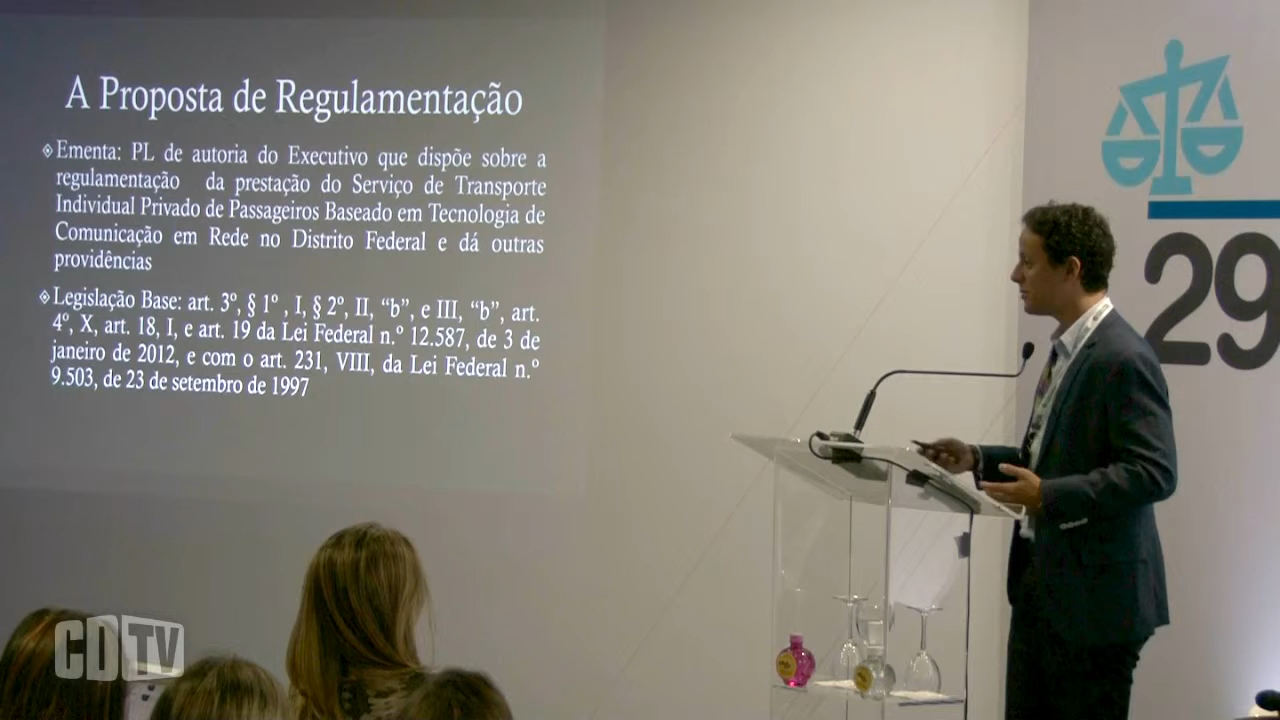 A Proposta de Regulamentação
Ementa: PL de autoria do Executivo que dispõe sobre a
regulamentação da prestação do Serviço de Transporte
Individual Privado de Passageiros Baseado em Tecnologia de
Comunicação em Rede no Distrito Federal e dá outras
providências
Legislação Base: art. 3º, § 1º , I, § 2º, II, “b”, e III, “b”, art.
4º, X, art. 18, I, e art. 19 da Lei Federal n.º 12.587, de 3 de
janeiro de 2012, e com o art. 231, VIII, da Lei Federal n.º
9.503, de 23 de setembro de 1997
29
CDTV